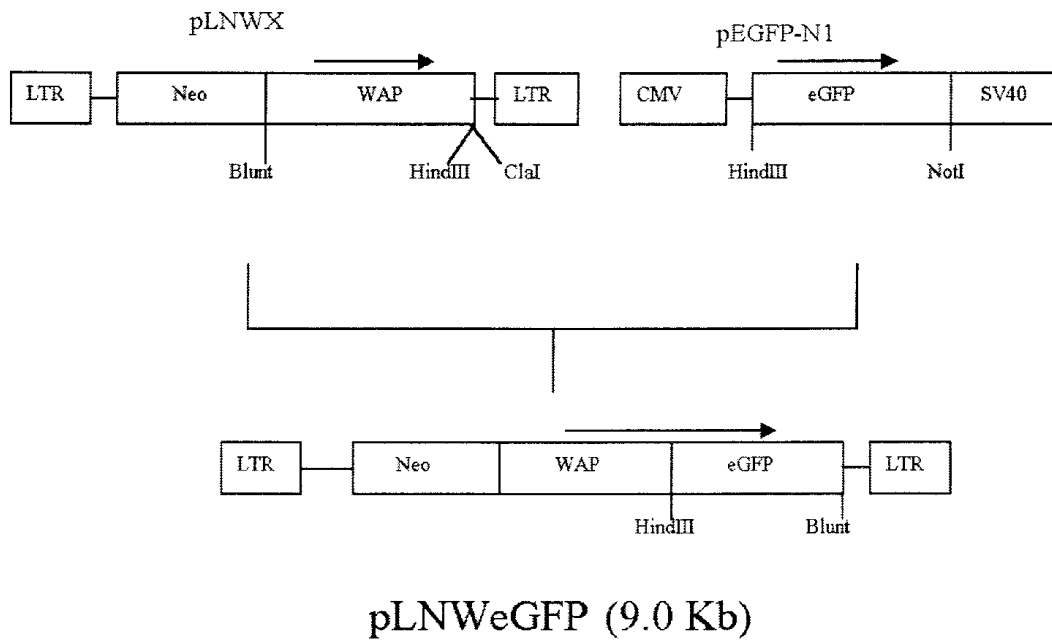 pLNWX
pEGFP-N1
LTR Neo WAP LTR
CMV eGFP SV40
Blunt HindIII ClaI
HindIII NotI
LTR Neo WAP eGFP LTR
HindIII Blunt
pLNWeGFP (9.0 Kb)